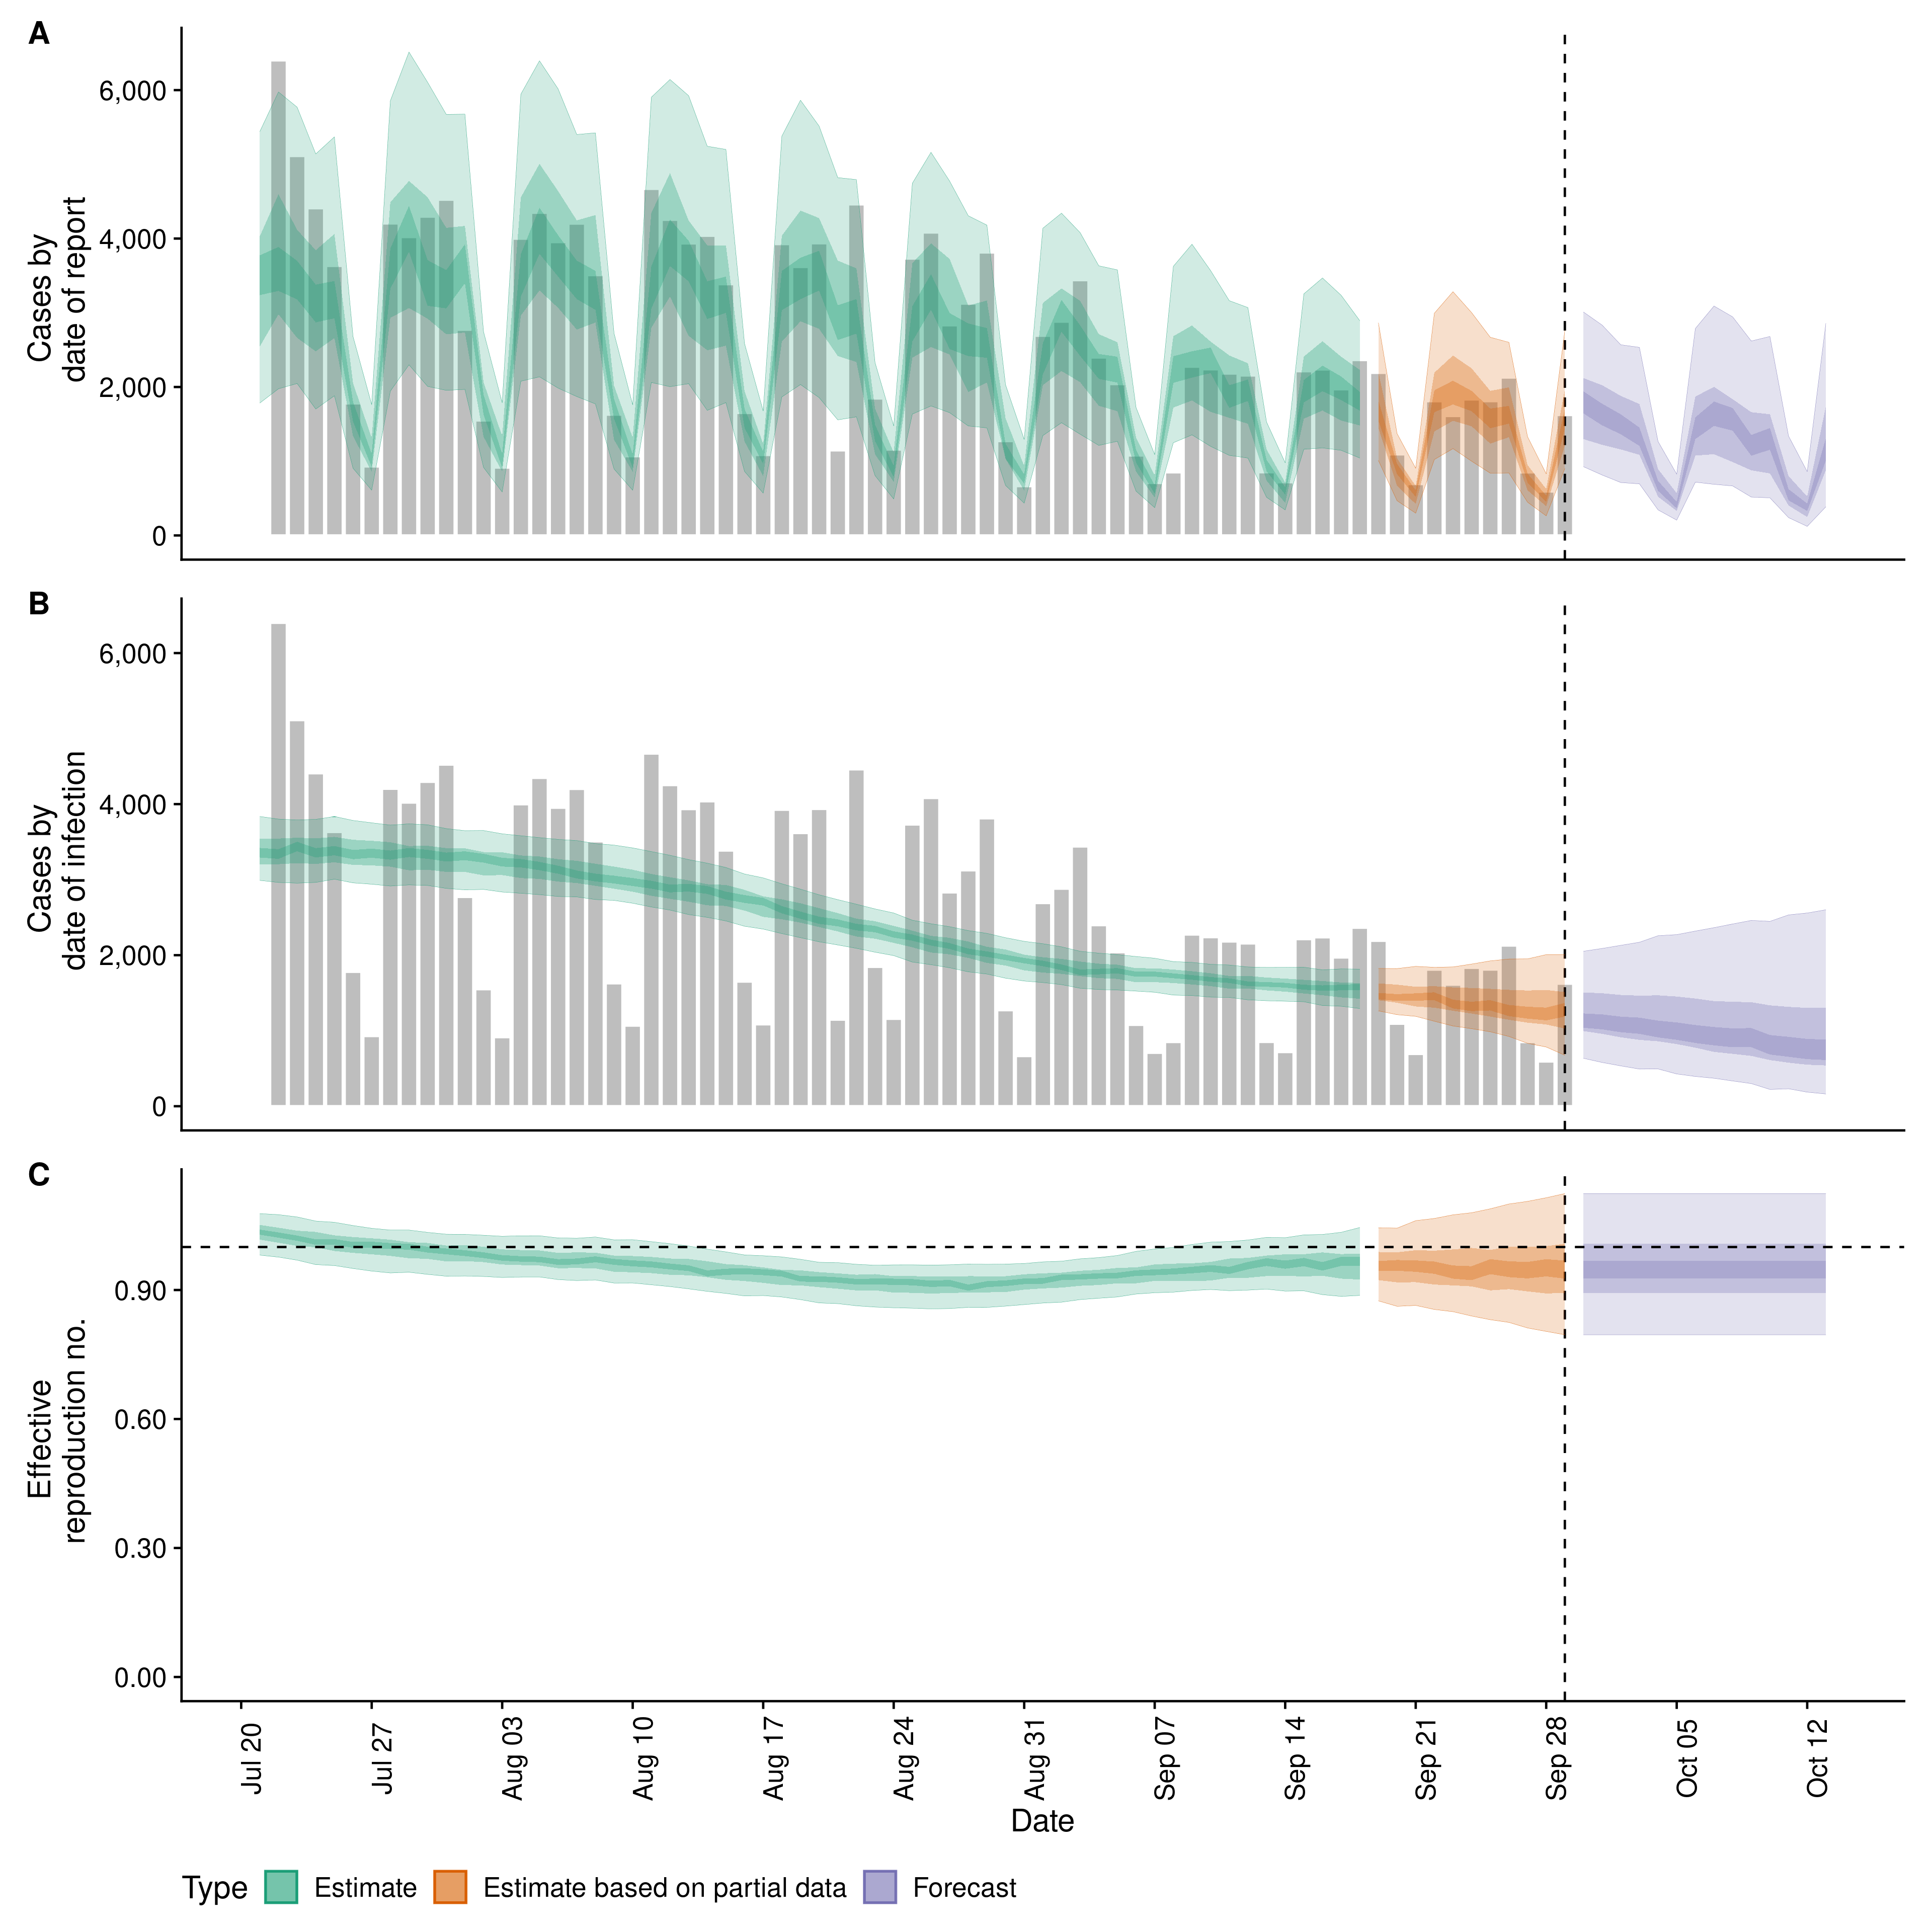 A
Cases by
date of report
6,000
4,000
2,000
0
B
Cases by
date of infection
6,000
4,000
2,000
0
C
Effective
reproduction no.
0.90
0.60
0.30
0.00
Jul 20
Jul 27
Aug 03
Aug 10
Aug 17
Aug 24
Aug 31
Sep 07
Sep 14
Sep 21
Sep 28
Oct 05
Oct 12
Date
Type Estimate Estimate based on partial data Forecast